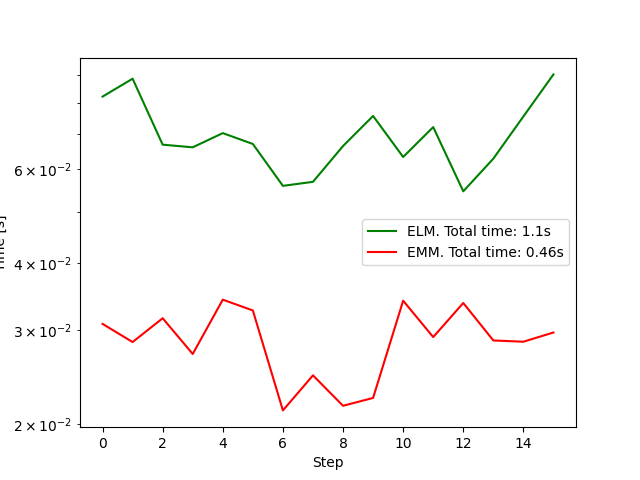 6 × 10⁻²
4 × 10⁻²
3 × 10⁻²
2 × 10⁻²
Time [s]
ELM. Total time: 1.1s
EMM. Total time: 0.46s
0 2 4 6 8 10 12 14
Step